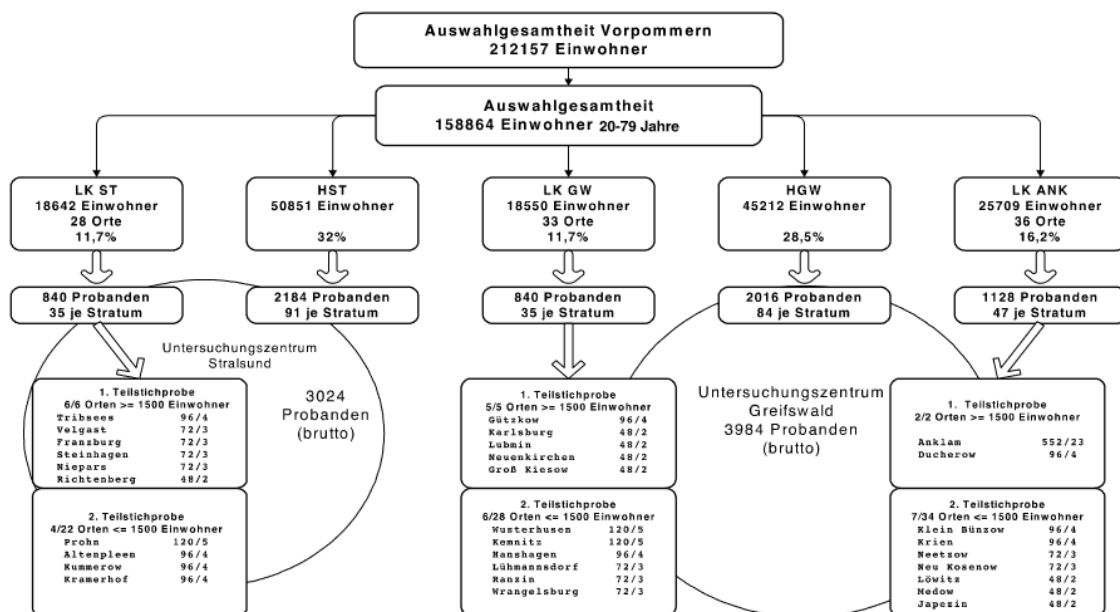 Auswahlgesamtheit Vorpommern
212157 Einwohner
Auswahlgesamtheit
158864 Einwohner 20-79 Jahre
LK ST
18642 Einwohner
28 Orte
11,7%
HST
50851 Einwohner
32%
LK GW
18550 Einwohner
33 Orte
11,7%
HGW
45212 Einwohner
28,5%
LK ANK
25709 Einwohner
36 Orte
16,2%
840 Probanden
35 je Stratum
2184 Probanden
91 je Stratum
840 Probanden
35 je Stratum
2016 Probanden
84 je Stratum
1128 Probanden
47 je Stratum
Untersuchungszentrum
Stralsund
3024
Probanden
(brutto)
1. Teilstichprobe
6/6 Orten >= 1500 Einwohner
Tribsees 96/4
Velgast 72/3
Franzburg 72/3
Steinhagen 72/3
Niepars 72/3
Richtenberg 48/2
2. Teilstichprobe
4/22 Orten <= 1500 Einwohner
Prohn 120/5
Altenpleen 96/4
Kummerow 96/4
Kramerhof 96/4
1. Teilstichprobe
5/5 Orten >= 1500 Einwohner
Gützkow 96/4
Karlsburg 48/2
Lubmin 48/2
Neuenkirchen 48/2
Groß Kiesow 48/2
2. Teilstichprobe
6/28 Orten <= 1500 Einwohner
Wusterhusen 120/5
Kemnitz 120/5
Hanshagen 96/4
Lühmannsdorf 72/3
Ranzin 72/3
Wrangelsburg 72/3
Untersuchungszentrum
Greifswald
3984 Probanden
(brutto)
1. Teilstichprobe
2/2 Orten >= 1500 Einwohner
Anklam 552/23
Ducherow 96/4
2. Teilstichprobe
7/34 Orten <= 1500 Einwohner
Klein Bünzow 96/4
Krien 96/4
Neetzow 72/3
Neu Kosenow 72/3
Löwitz 48/2
Medow 48/2
Japezin 48/2